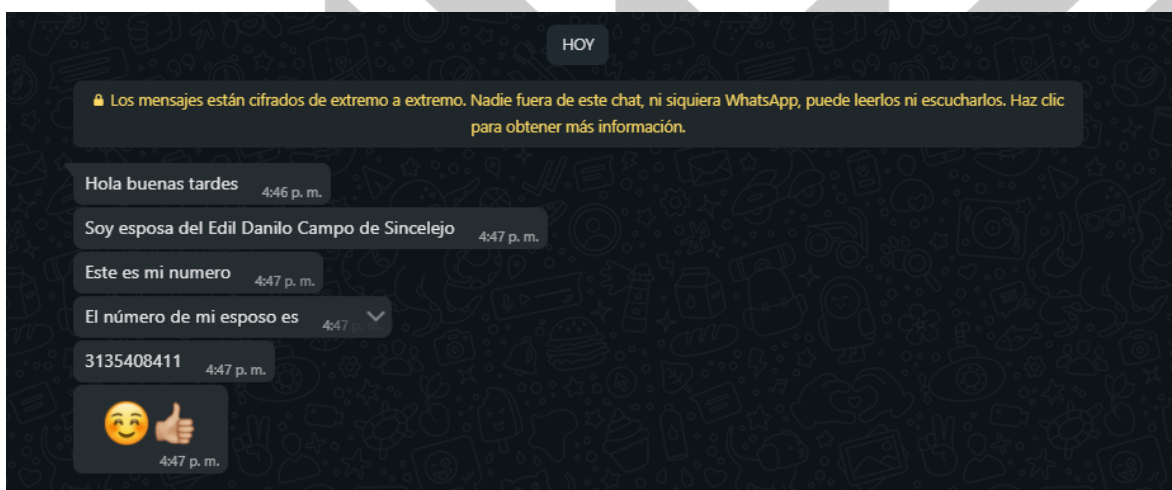 HOY
Los mensajes están cifrados de extremo a extremo. Nadie fuera de este chat, ni siquiera WhatsApp, puede leerlos ni escucharlos. Haz clic
para obtener más información.
Hola buenas tardes 4:46 p. m.
Soy esposa del Edil Danilo Campo de Sincelejo 4:47 p. m.
Este es mi numero 4:47 p. m.
El número de mi esposo es 4:47 p. m.
3135408411 4:47 p. m.
4:47 p. m.